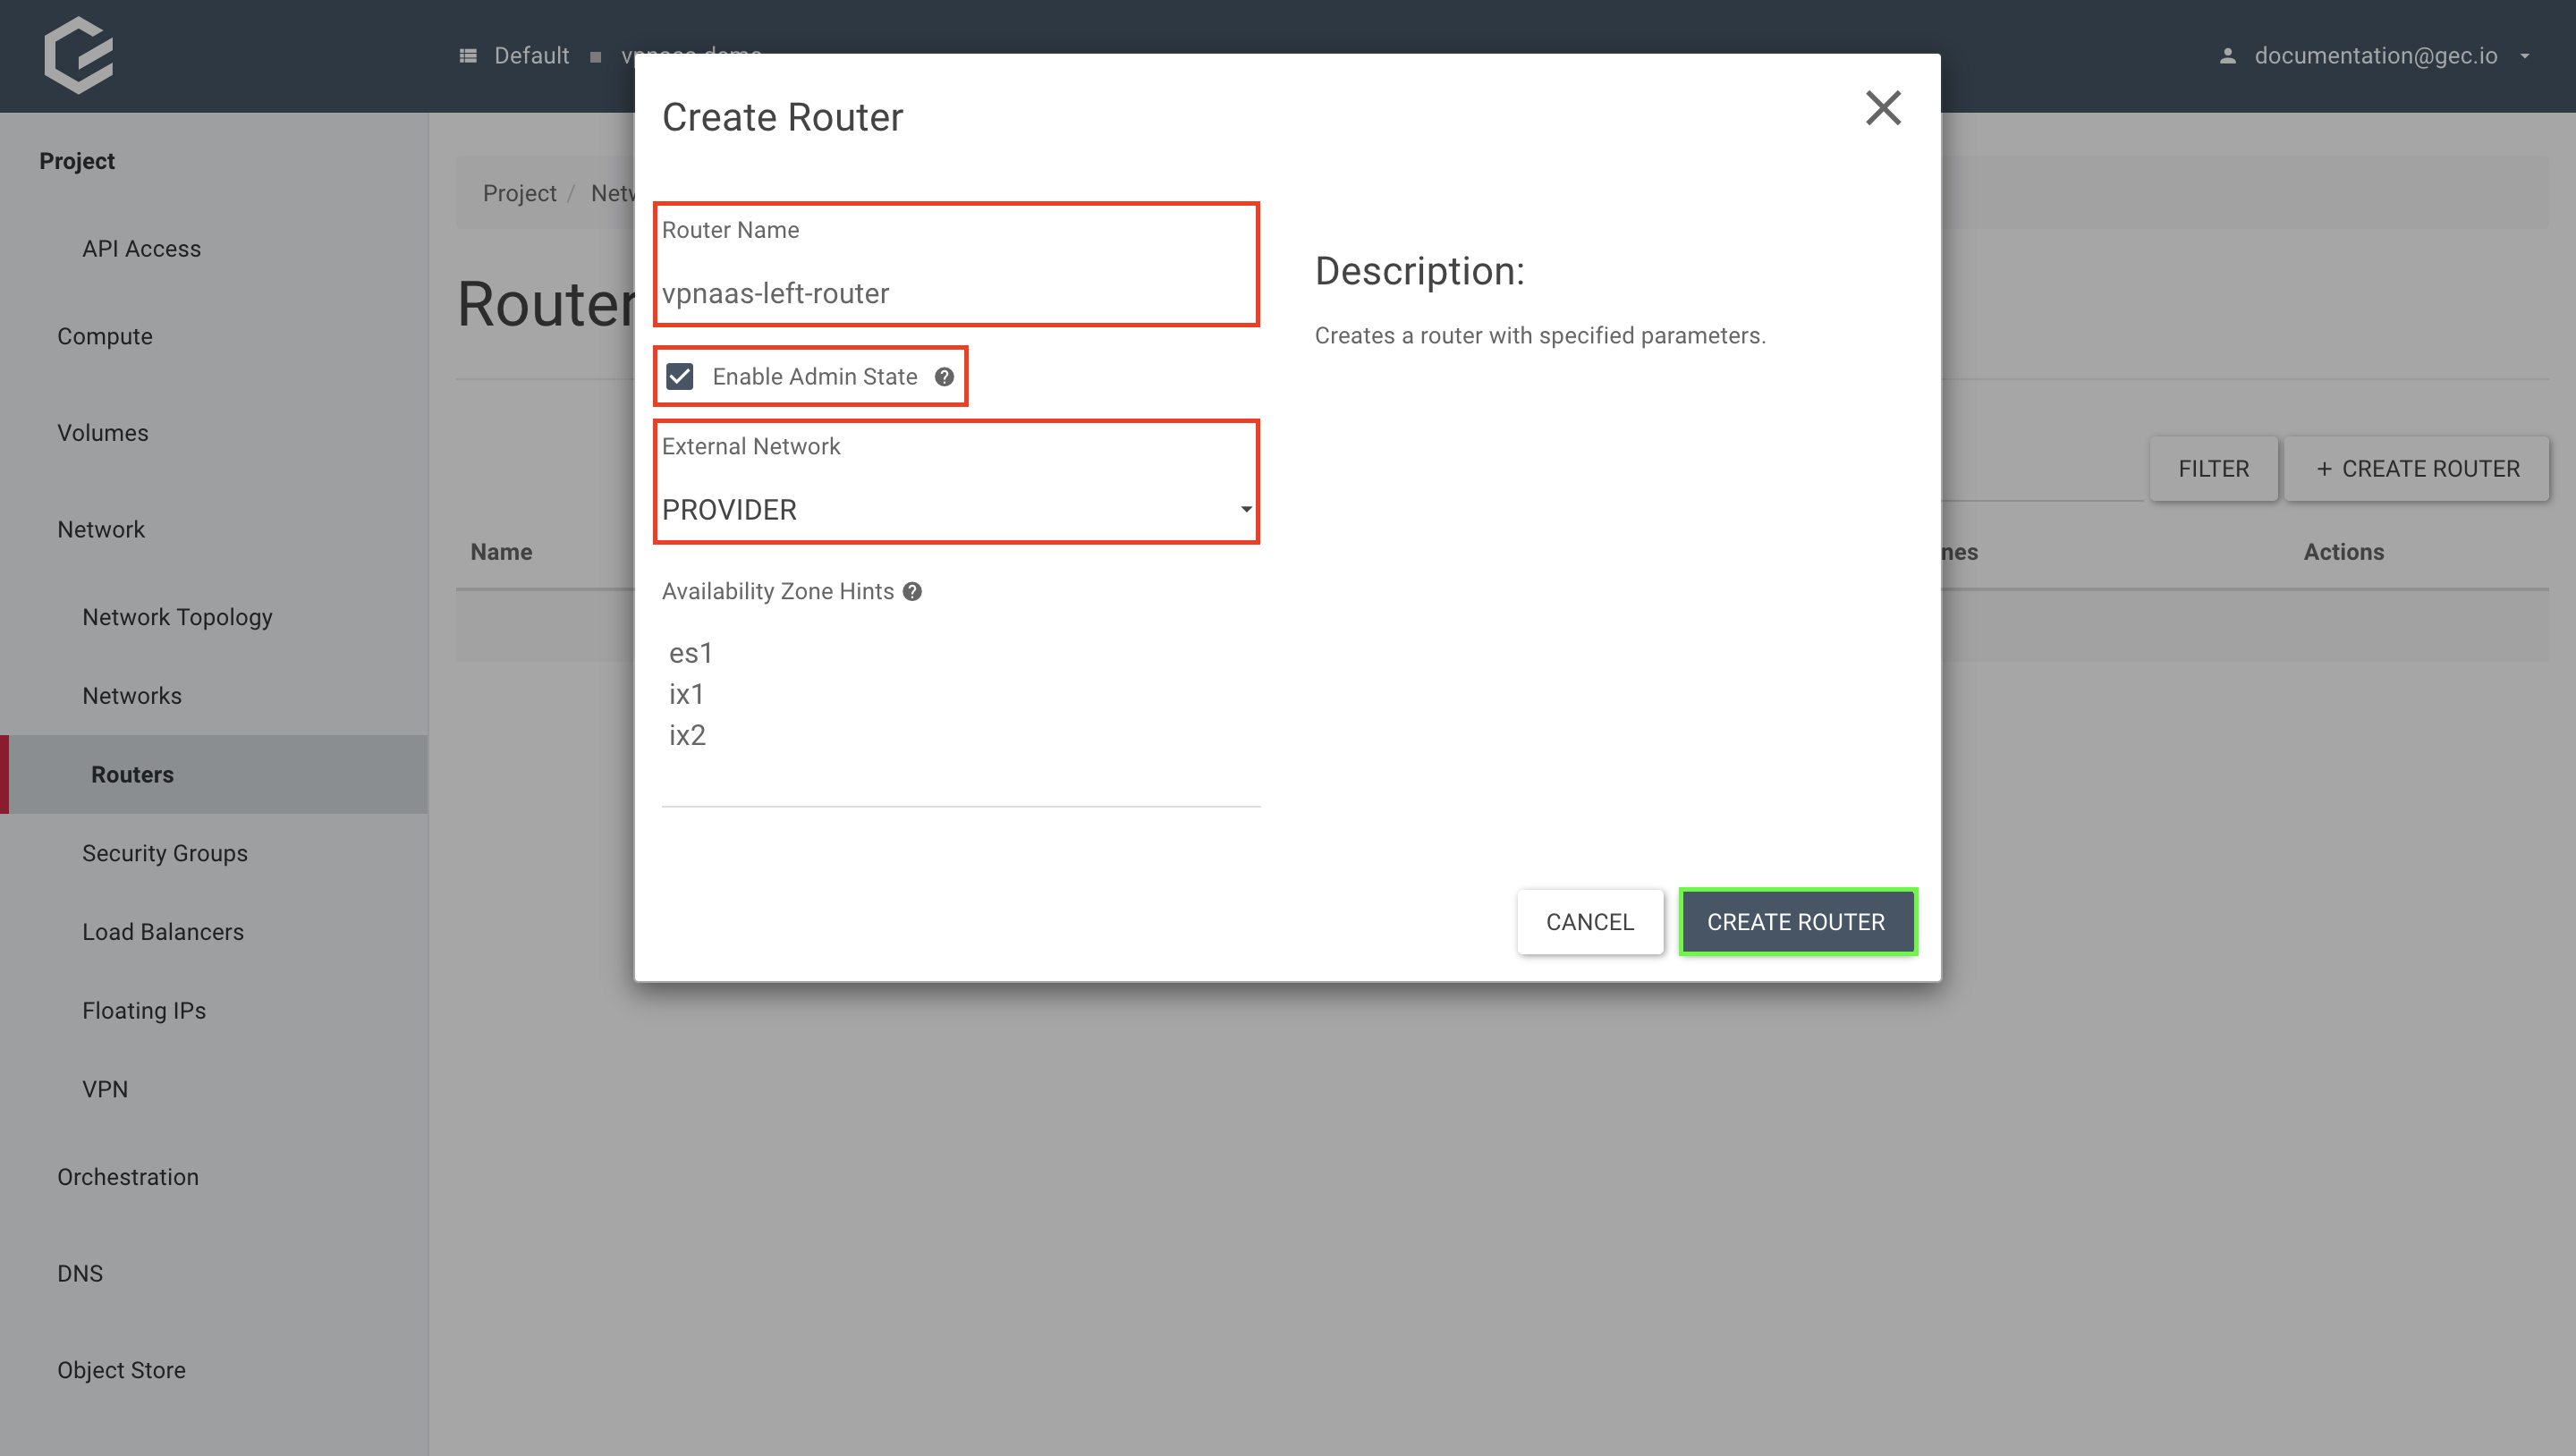 Default
documentation@gec.io
Project
API Access
Compute
Volumes
Network
Network Topology
Networks
Routers
Security Groups
Load Balancers
Floating IPs
VPN
Orchestration
DNS
Object Store
Project /
Router
FILTER
+ CREATE ROUTER
Name
Actions
Create Router
Router Name
vpnaas-left-router
Enable Admin State
External Network
PROVIDER
Availability Zone Hints
es1
ix1
ix2
Description:
Creates a router with specified parameters.
CANCEL
CREATE ROUTER